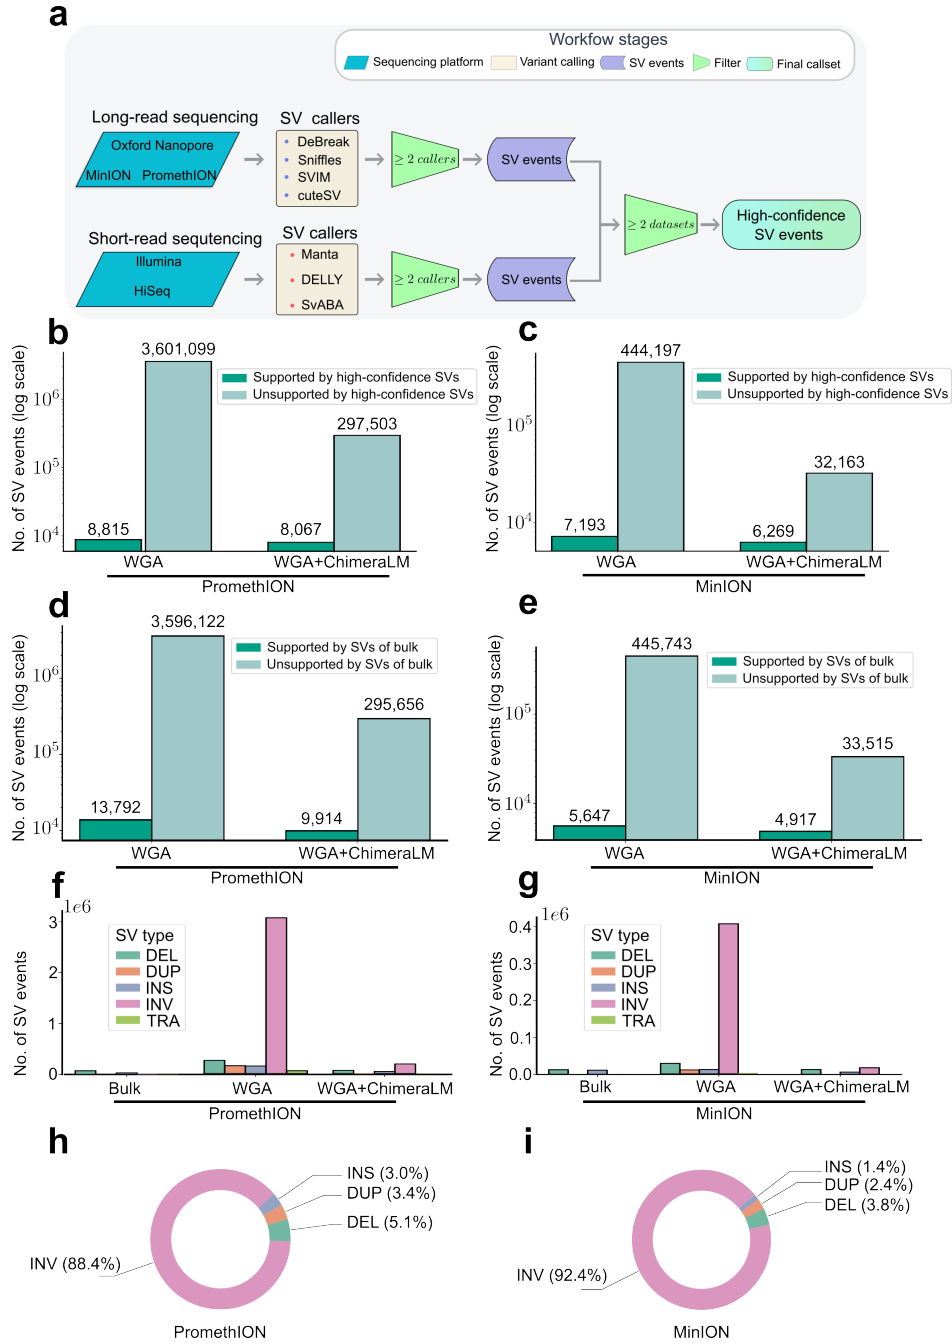 a
Workfow stages
Sequencing platform
Variant calling
SV events
Filter
Final callset
Long-read sequencing
Oxford Nanopore
MinION PromethION
SV callers
DeBreak
Sniffles
SVIM
cuteSV
≥ 2 callers
SV events
Short-read sequtencing
Illumina
HiSeq
SV callers
Manta
DELLY
SvABA
≥ 2 callers
SV events
≥ 2 datasets
High-confidence
SV events
b
No. of SV events (log scale)
10^6
10^5
10^4
3,601,099
Supported by high-confidence SVs
Unsupported by high-confidence SVs
297,503
8,815
8,067
WGA
WGA+ChimeraLM
PromethION
c
No. of SV events (log scale)
10^5
10^4
444,197
Supported by high-confidence SVs
Unsupported by high-confidence SVs
32,163
7,193
6,269
WGA
WGA+ChimeraLM
MinION
d
No. of SV events (log scale)
10^6
10^5
10^4
3,596,122
Supported by SVs of bulk
Unsupported by SVs of bulk
295,656
13,792
9,914
WGA
WGA+ChimeraLM
PromethION
e
No. of SV events (log scale)
10^5
10^4
445,743
Supported by SVs of bulk
Unsupported by SVs of bulk
33,515
5,647
4,917
WGA
WGA+ChimeraLM
MinION
f
1e6
No. of SV events
3
2
1
0
SV type
DEL
DUP
INS
INV
TRA
Bulk
WGA
WGA+ChimeraLM
PromethION
g
1e6
No. of SV events
0.4
0.2
0.1
0.0
SV type
DEL
DUP
INS
INV
TRA
Bulk
WGA
WGA+ChimeraLM
MinION
h
INS (3.0%)
DUP (3.4%)
DEL (5.1%)
INV (88.4%)
PromethION
i
INS (1.4%)
DUP (2.4%)
DEL (3.8%)
INV (92.4%)
MinION